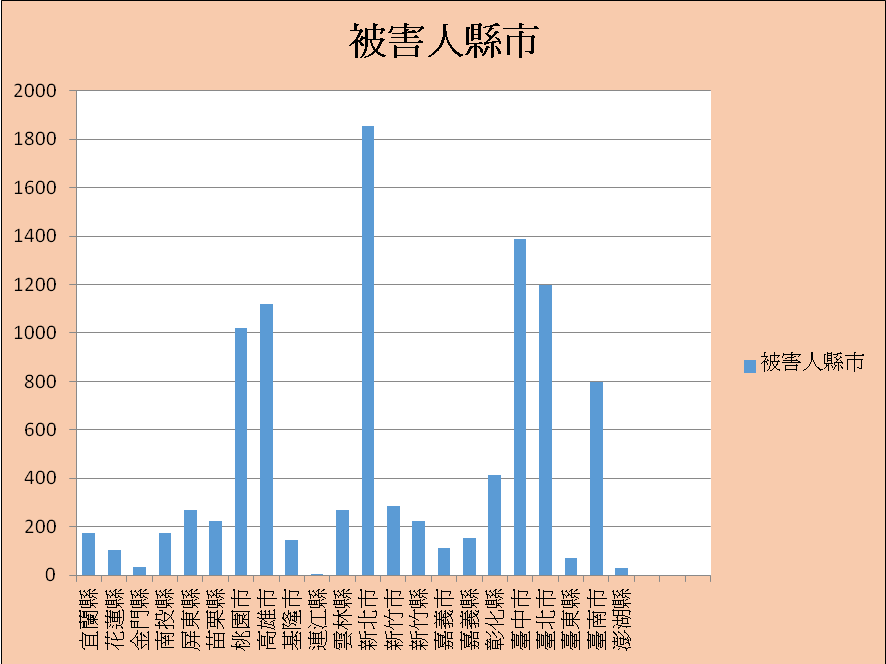 被害人縣市
2000
1800
1600
1400
1200
1000
800
600
400
200
0
宜蘭縣
花蓮縣
金門縣
南投縣
屏東縣
苗栗縣
桃園市
高雄市
基隆市
連江縣
雲林縣
新北市
新竹市
新竹縣
嘉義市
嘉義縣
彰化縣
臺中市
臺北市
臺東縣
臺南市
澎湖縣
被害人縣市